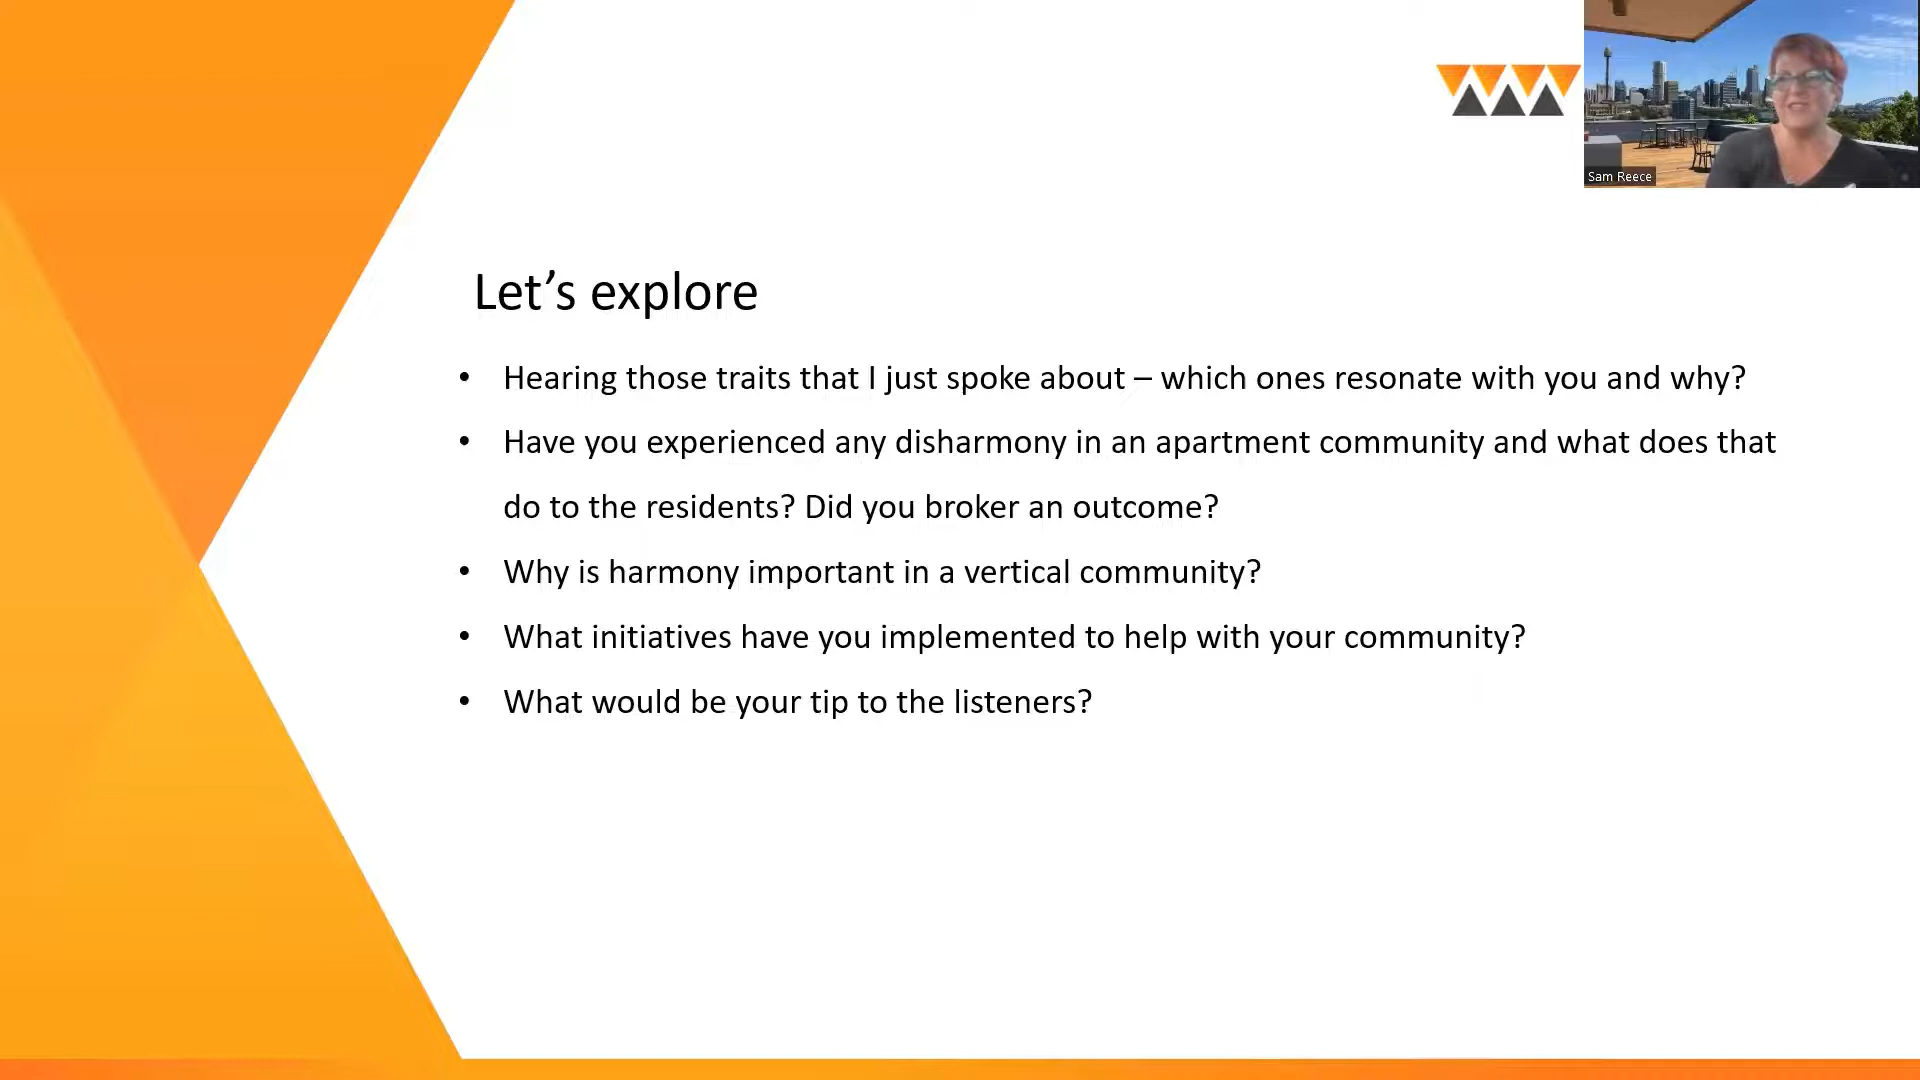 Sam Reece
Let’s explore
• Hearing those traits that I just spoke about – which ones resonate with you and why?
• Have you experienced any disharmony in an apartment community and what does that
do to the residents? Did you broker an outcome?
• Why is harmony important in a vertical community?
• What initiatives have you implemented to help with your community?
• What would be your tip to the listeners?